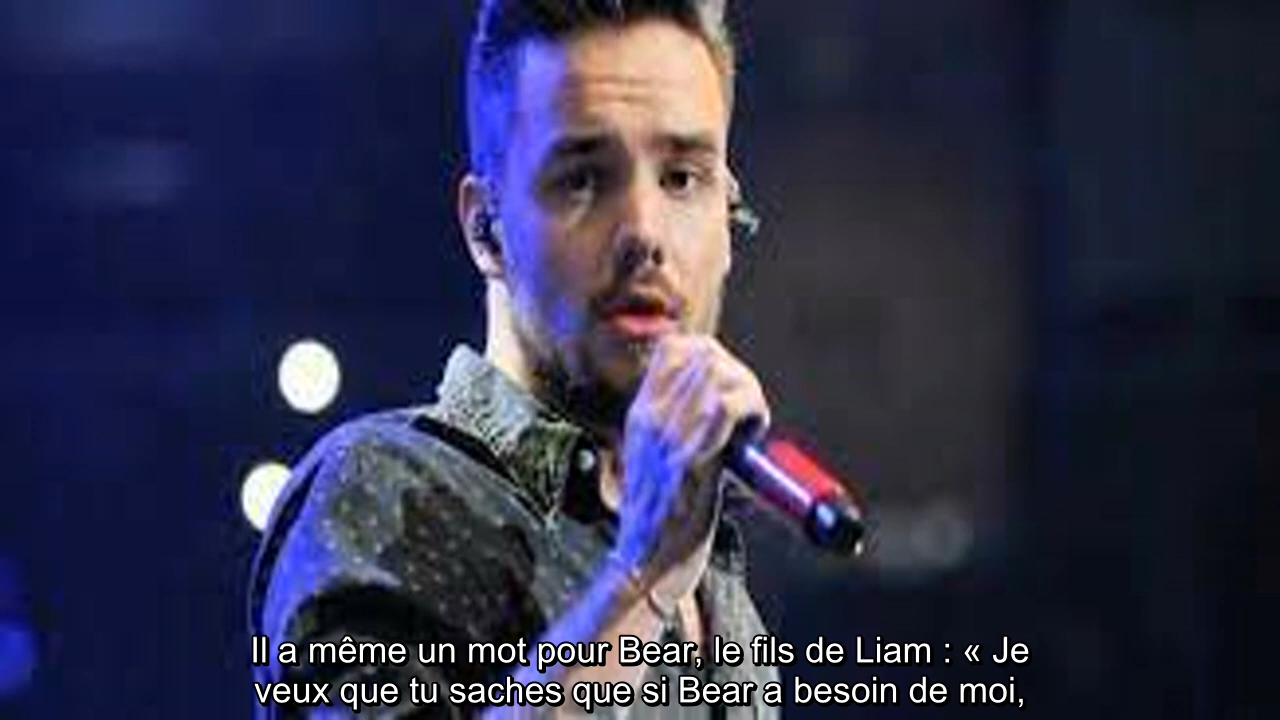 Il a même un mot pour Bear, le fils de Liam : « Je
veux que tu saches que si Bear a besoin de moi,